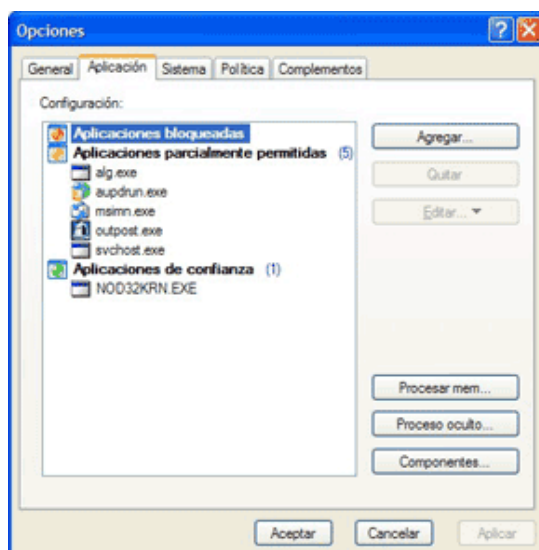 Opciones
General Aplicación Sistema Política Complementos
Configuración:
Aplicaciones bloqueadas
Aplicaciones parcialmente permitidas (5)
alg.exe
aupdrun.exe
msimn.exe
outpost.exe
svchost.exe
Aplicaciones de confianza (1)
NOD32KRN.EXE
Agregar...
Quitar
Editar...
Procesar mem...
Proceso oculto...
Componentes...
Aceptar Cancelar Aplicar